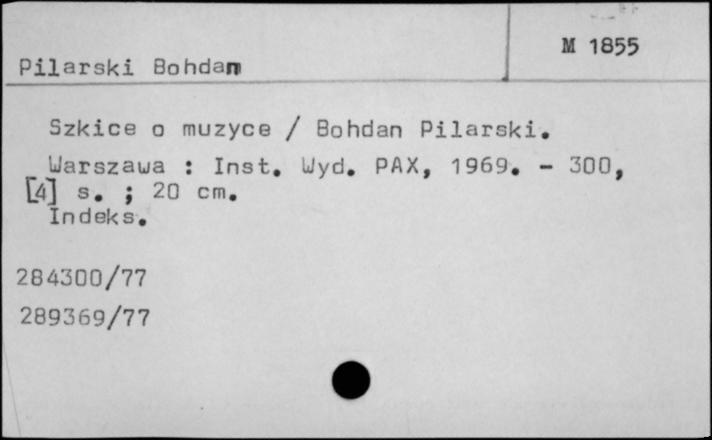 M 1855
Pilarski Bohdan
Szkice o muzyce / Bohdan Pilarski.
Warszawa : Inst. Wyd. PAX, 1969. - 300,
[4] s. ; 20 cm.
Indeks.
284300/77
289369/77